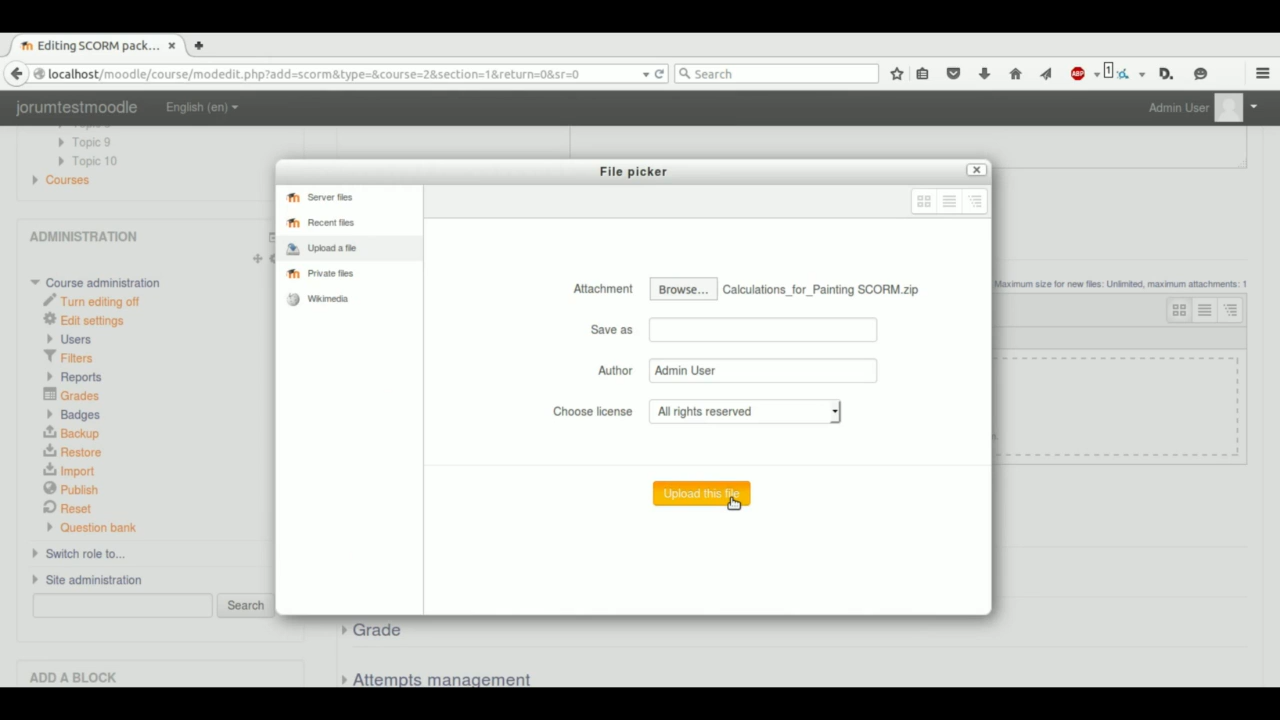 Editing SCORM pack...
localhost/moodle/course/modedit.php?add=scorm&type=&course=2&section=1&return=0&sr=0
Search
ABP
1
D.
jorumtestmoodle
English (en)
Admin User
Topic 9
Topic 10
Courses
ADMINISTRATION
Course administration
Turn editing off
Edit settings
Users
Filters
Reports
Grades
Badges
Backup
Restore
Import
Publish
Reset
Question bank
Switch role to...
Site administration
Search
ADD A BLOCK
File picker
Server files
Recent files
Upload a file
Private files
Wikimedia
Attachment Browse... Calculations_for_Painting SCORM.zip
Save as
Author Admin User
Choose license All rights reserved
Upload this file
Maximum size for new files: Unlimited, maximum attachments: 1
Grade
Attempts management